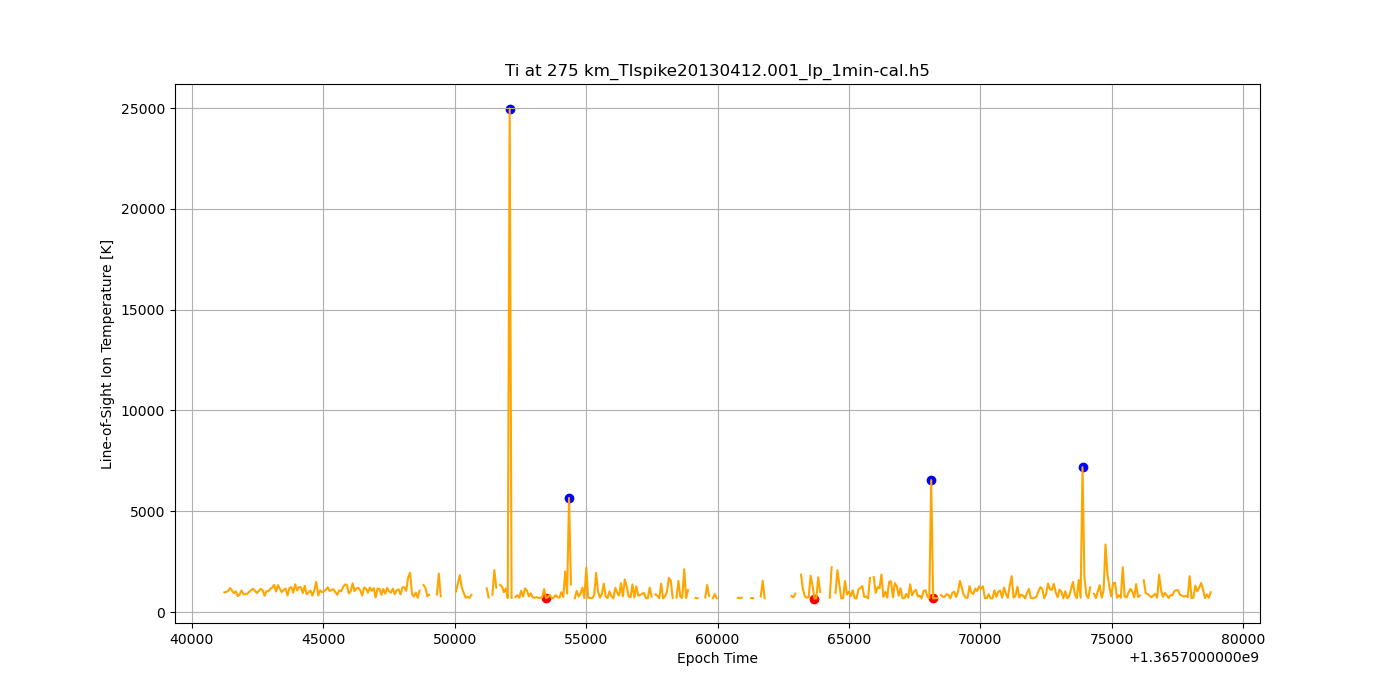 Ti at 275 km_TIspike20130412.001_lp_1min-cal.h5
Line-of-Sight Ion Temperature [K]
25000
20000
15000
10000
5000
0
40000 45000 50000 55000 60000 65000 70000 75000 80000
Epoch Time
+1.3657000000e9